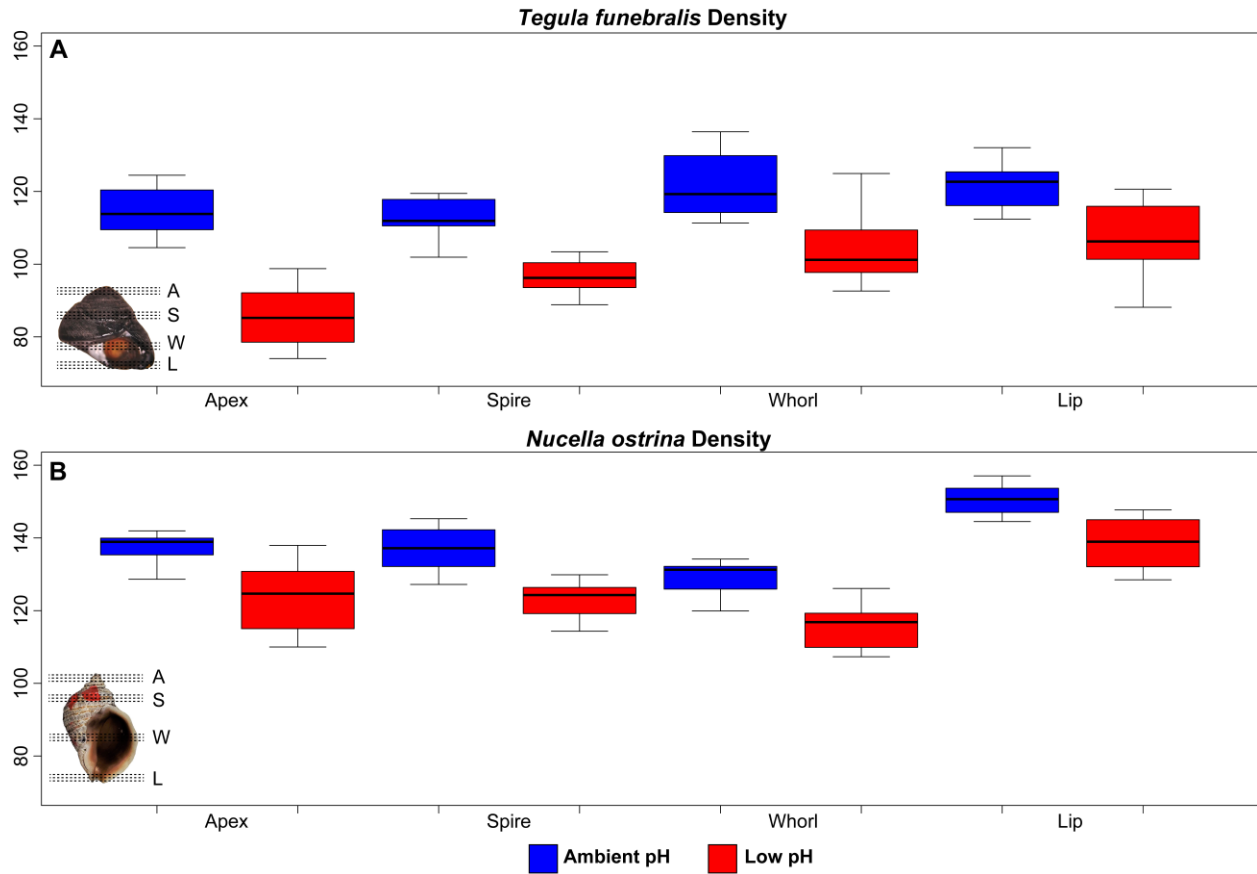 Tegula funebralis Density
A
160
140
120
100
80
A
S
W
L
Apex Spire Whorl Lip
Nucella ostrina Density
B
160
140
120
100
80
A
S
W
L
Apex Spire Whorl Lip
Ambient pH Low pH